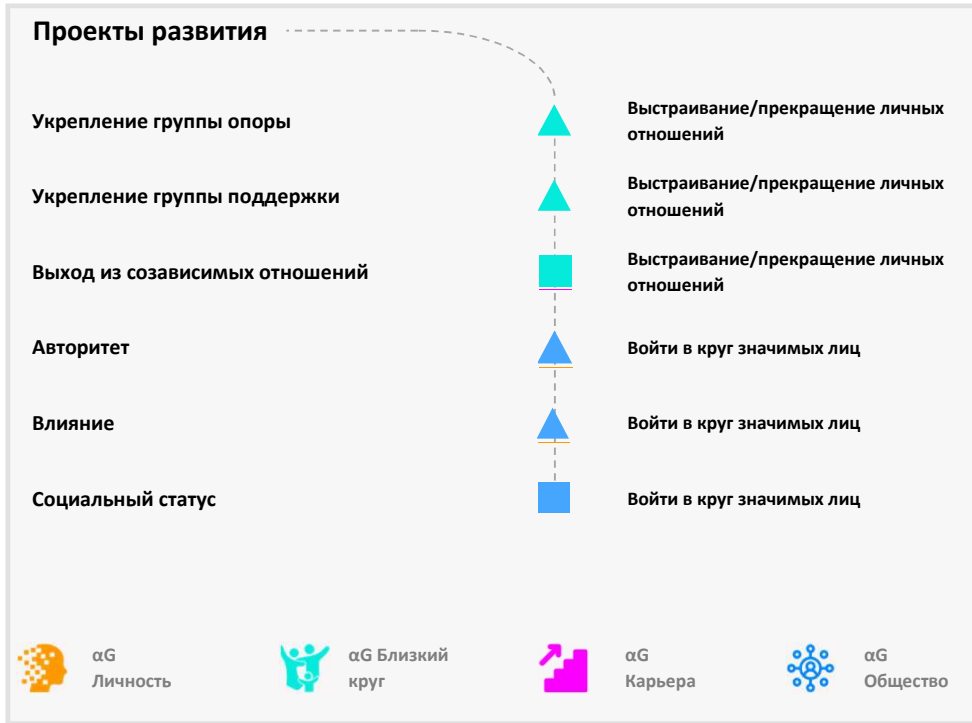 Проекты развития
Укрепление группы опоры
Выстраивание/прекращение личных
отношений
Укрепление группы поддержки
Выстраивание/прекращение личных
отношений
Выход из созависимых отношений
Выстраивание/прекращение личных
отношений
Авторитет
Войти в круг значимых лиц
Влияние
Войти в круг значимых лиц
Социальный статус
Войти в круг значимых лиц
αG
Личность
αG Близкий
круг
αG
Карьера
αG
Общество